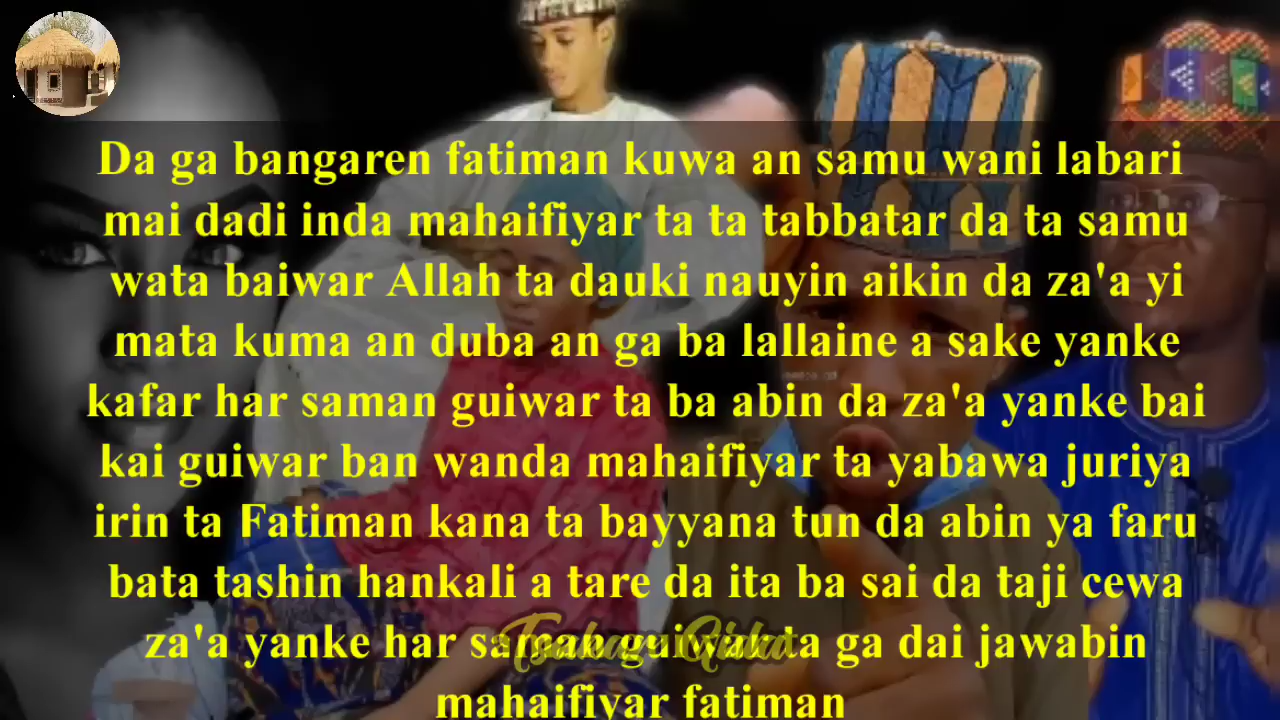 Da ga bangaren fatiman kuwa an samu wani labari
mai dadi inda mahaifiyar ta ta tabbatar da ta samu
wata baiwar Allah ta dauki nauyin aikin da za'a yi
mata kuma an duba an ga ba lallaine a sake yanke
kafar har saman guiwar ta ba abin da za'a yanke bai
kai guiwar ban wanda mahaifiyar ta yabawa juriya
irin ta Fatiman kana ta bayyana tun da abin ya faru
bata tashin hankali a tare da ita ba sai da taji cewa
za'a yanke har saman guiwar ta ga dai jawabin
Tsakar Gida
mahaifiyar fatiman